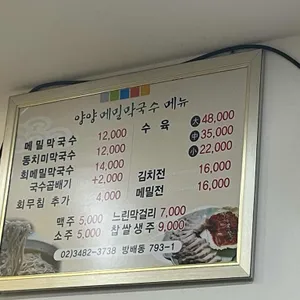 양양 메밀막국수 메뉴
메밀막국수 12,000
동치미막국수 12,000
회메밀막국수 14,000
국수곱배기 +2,000
회무침 추가 4,000
수육 大 48,000
中 35,000
小 22,000
김치전 16,000
메밀전 16,000
맥주 5,000 느린막걸리 7,000
소주 5,000 찹쌀생주 9,000
02)3482-3738 방배동 793-1